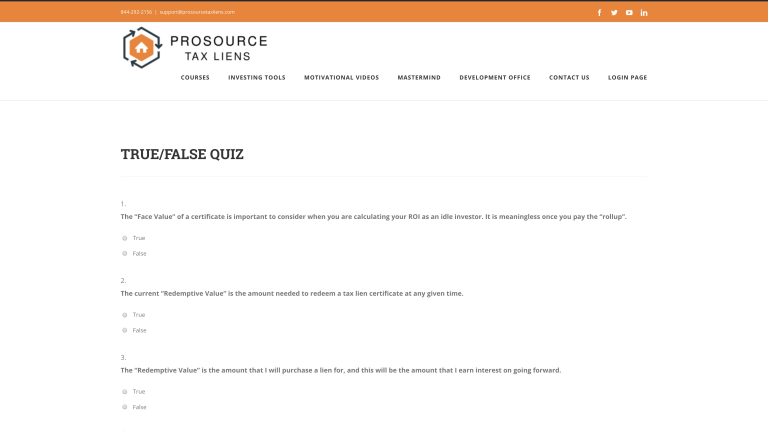 844-292-2156 | support@prosourcetaxliens.com
PROSOURCE
TAX LIENS
COURSES INVESTING TOOLS MOTIVATIONAL VIDEOS MASTERMIND DEVELOPMENT OFFICE CONTACT US LOGIN PAGE
TRUE/FALSE QUIZ
1.
The “Face Value” of a certificate is important to consider when you are calculating your ROI as an idle investor. It is meaningless once you pay the “rollup”.
True
False
2.
The current “Redemptive Value” is the amount needed to redeem a tax lien certificate at any given time.
True
False
3.
The “Redemptive Value” is the amount that I will purchase a lien for, and this will be the amount that I earn interest on going forward.
True
False